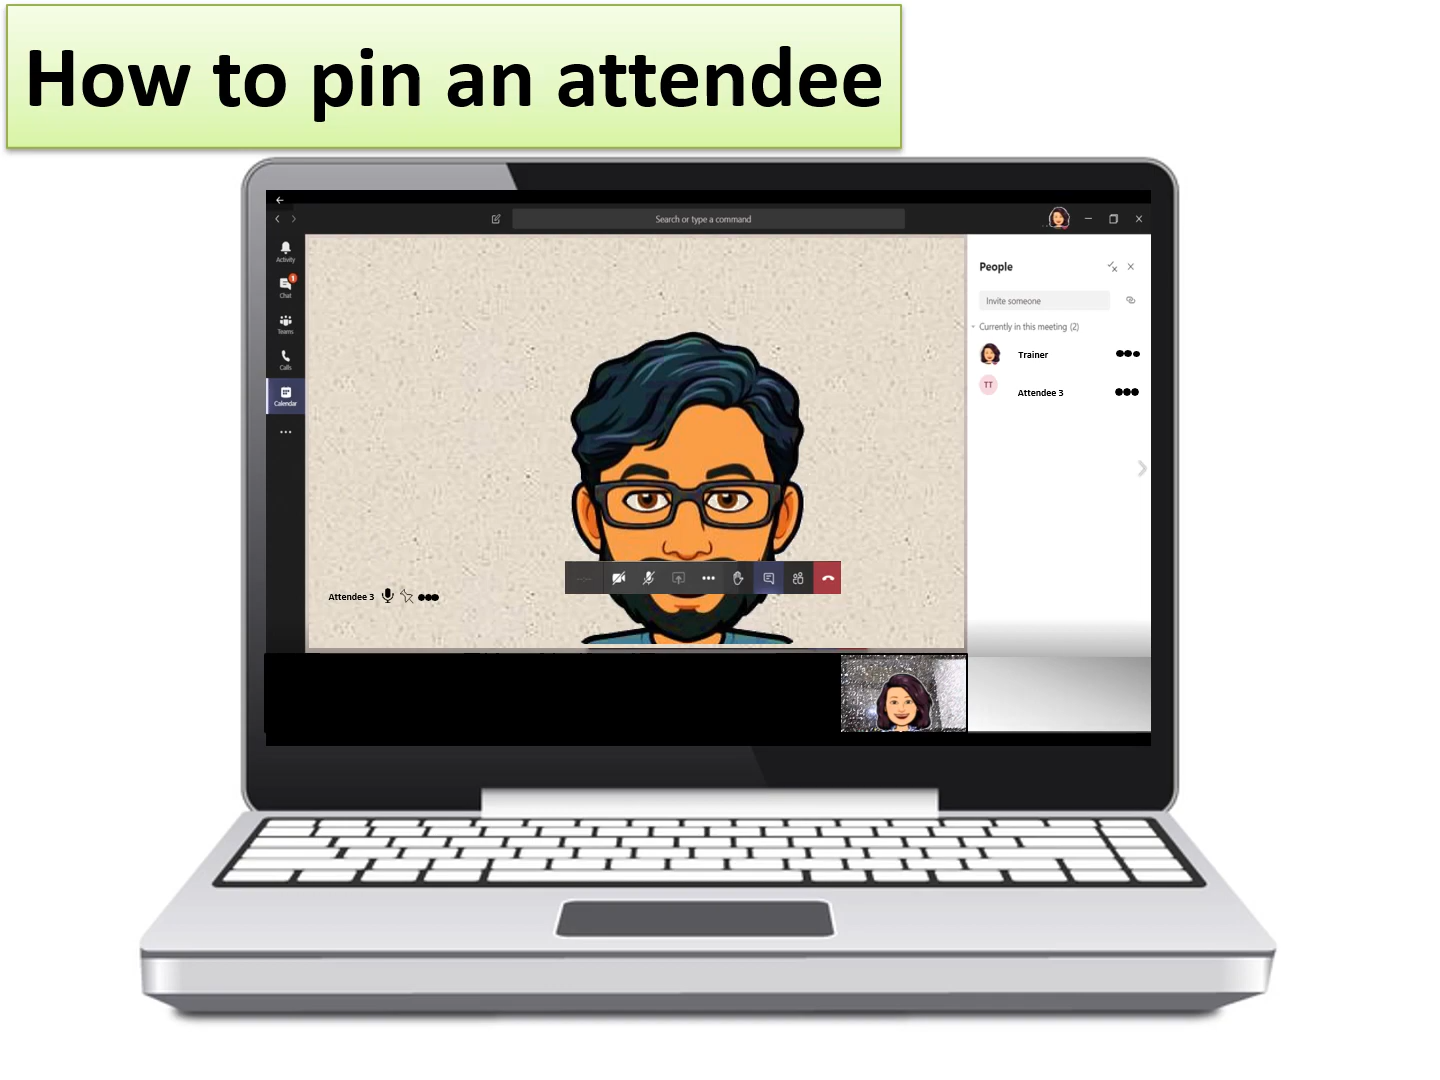 How to pin an attendee
Search or type a command
Activity
1
Chat
Teams
Calls
Calendar
People
Invite someone
Currently in this meeting (2)
Trainer
TT
Attendee 3
Attendee 3